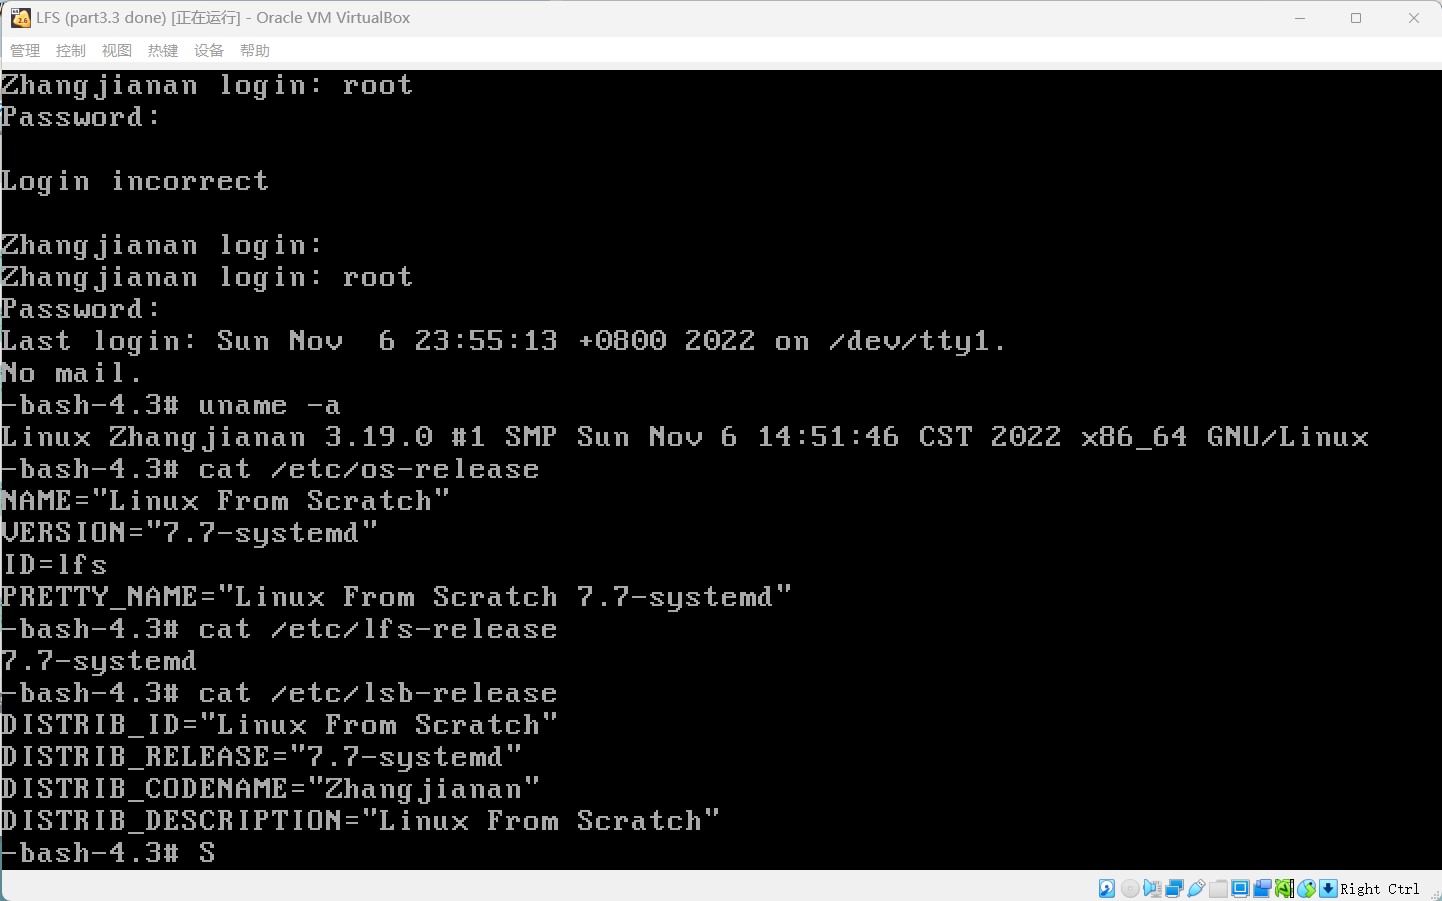 LFS (part3.3 done) [正在运行] - Oracle VM VirtualBox
管理 控制 视图 热键 设备 帮助
Zhangjianan login: root
Password:
Login incorrect
Zhangjianan login:
Zhangjianan login: root
Password:
Last login: Sun Nov  6 23:55:13 +0800 2022 on /dev/tty1.
No mail.
-bash-4.3# uname -a
Linux Zhangjianan 3.19.0 #1 SMP Sun Nov 6 14:51:46 CST 2022 x86_64 GNU/Linux
-bash-4.3# cat /etc/os-release
NAME="Linux From Scratch"
VERSION="7.7-systemd"
ID=lfs
PRETTY_NAME="Linux From Scratch 7.7-systemd"
-bash-4.3# cat /etc/lfs-release
7.7-systemd
-bash-4.3# cat /etc/lsb-release
DISTRIB_ID="Linux From Scratch"
DISTRIB_RELEASE="7.7-systemd"
DISTRIB_CODENAME="Zhangjianan"
DISTRIB_DESCRIPTION="Linux From Scratch"
-bash-4.3# S
Right Ctrl